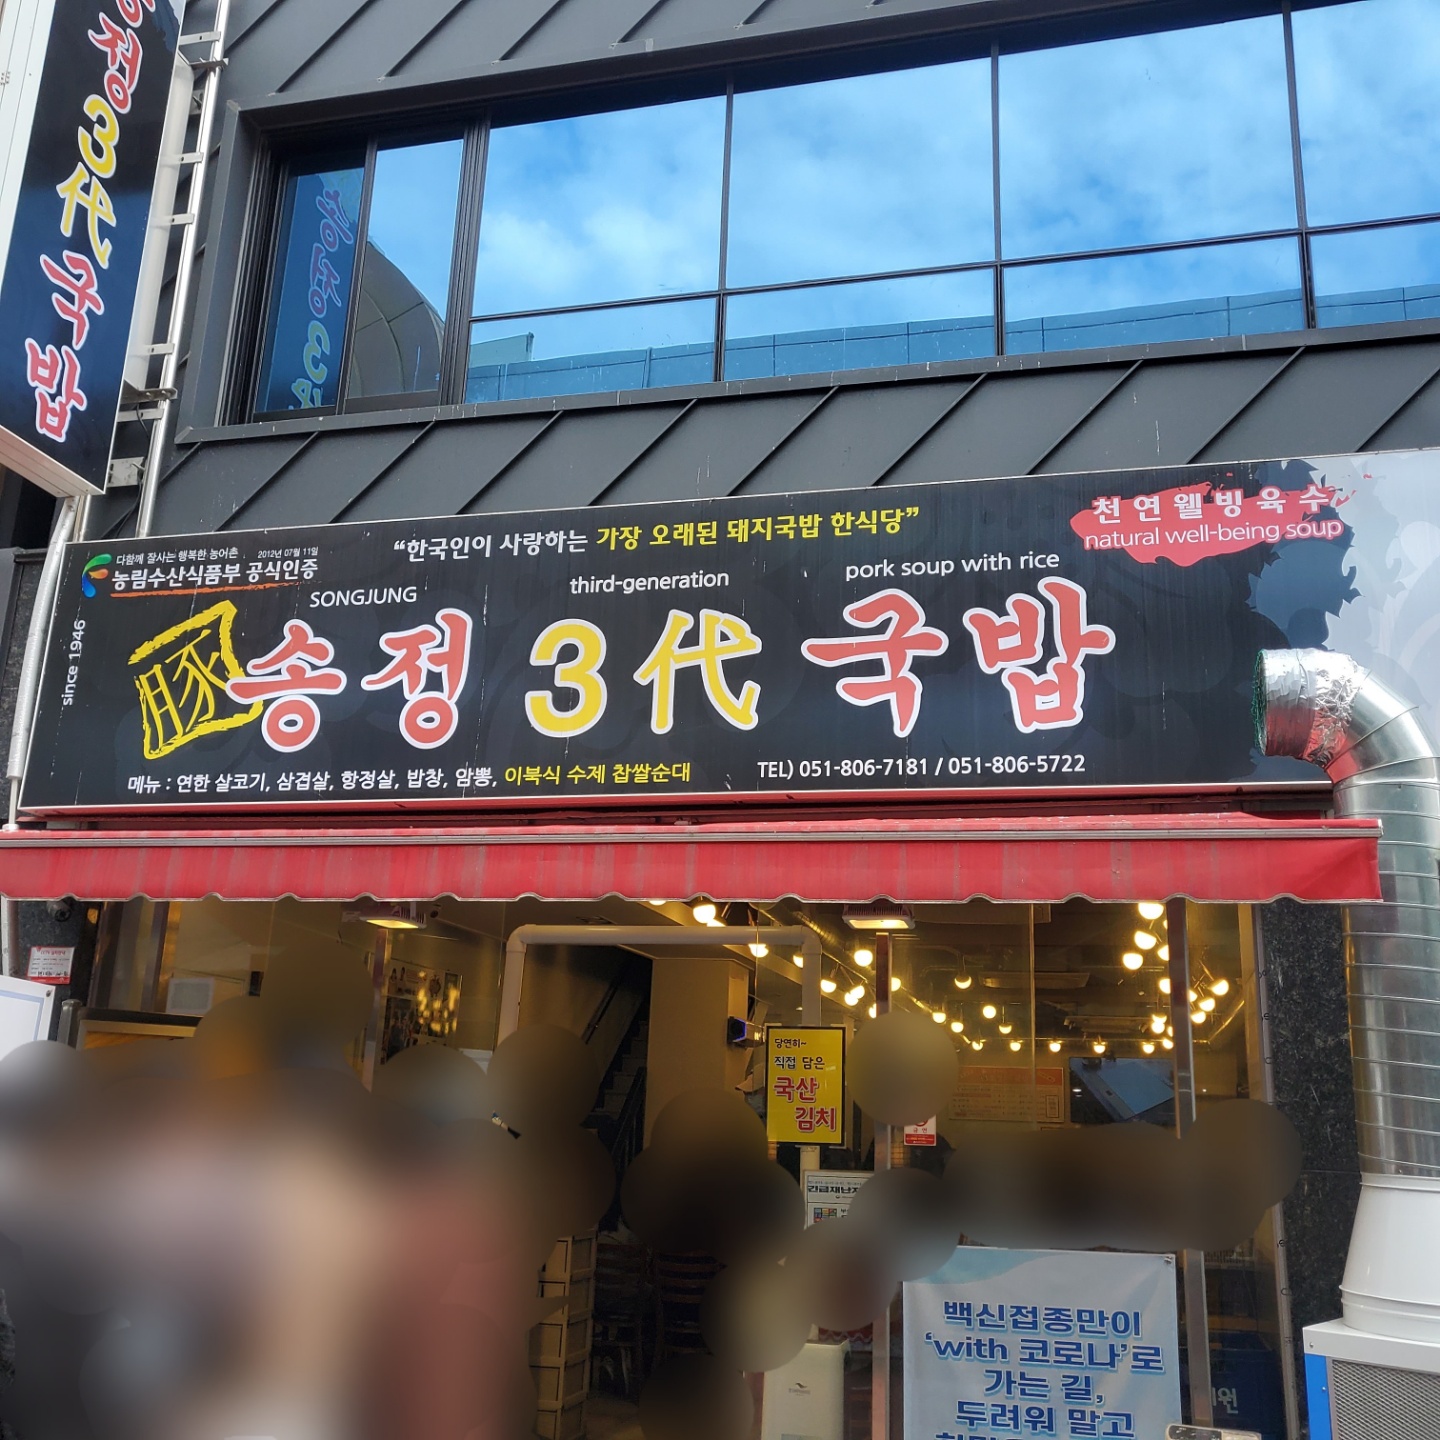 정3代국밥
"한국인이 사랑하는 가장 오래된 돼지국밥 한식당"
천연웰빙육수
natural well-being soup
다함께 잘사는 행복한 농어촌 2012년 07월 11일
농림수산식품부 공식인증
SONGJUNG third-generation pork soup with rice
since 1946
豚 송정 3代 국밥
메뉴 : 연한 살코기, 삼겹살, 항정살, 밥창, 암뽕, 이북식 수제 찹쌀순대
TEL) 051-806-7181 / 051-806-5722
당연히~
직접 담은
국산
김치
긴급재난지
백신접종만이
'with 코로나'로
가는 길,
두려워 말고